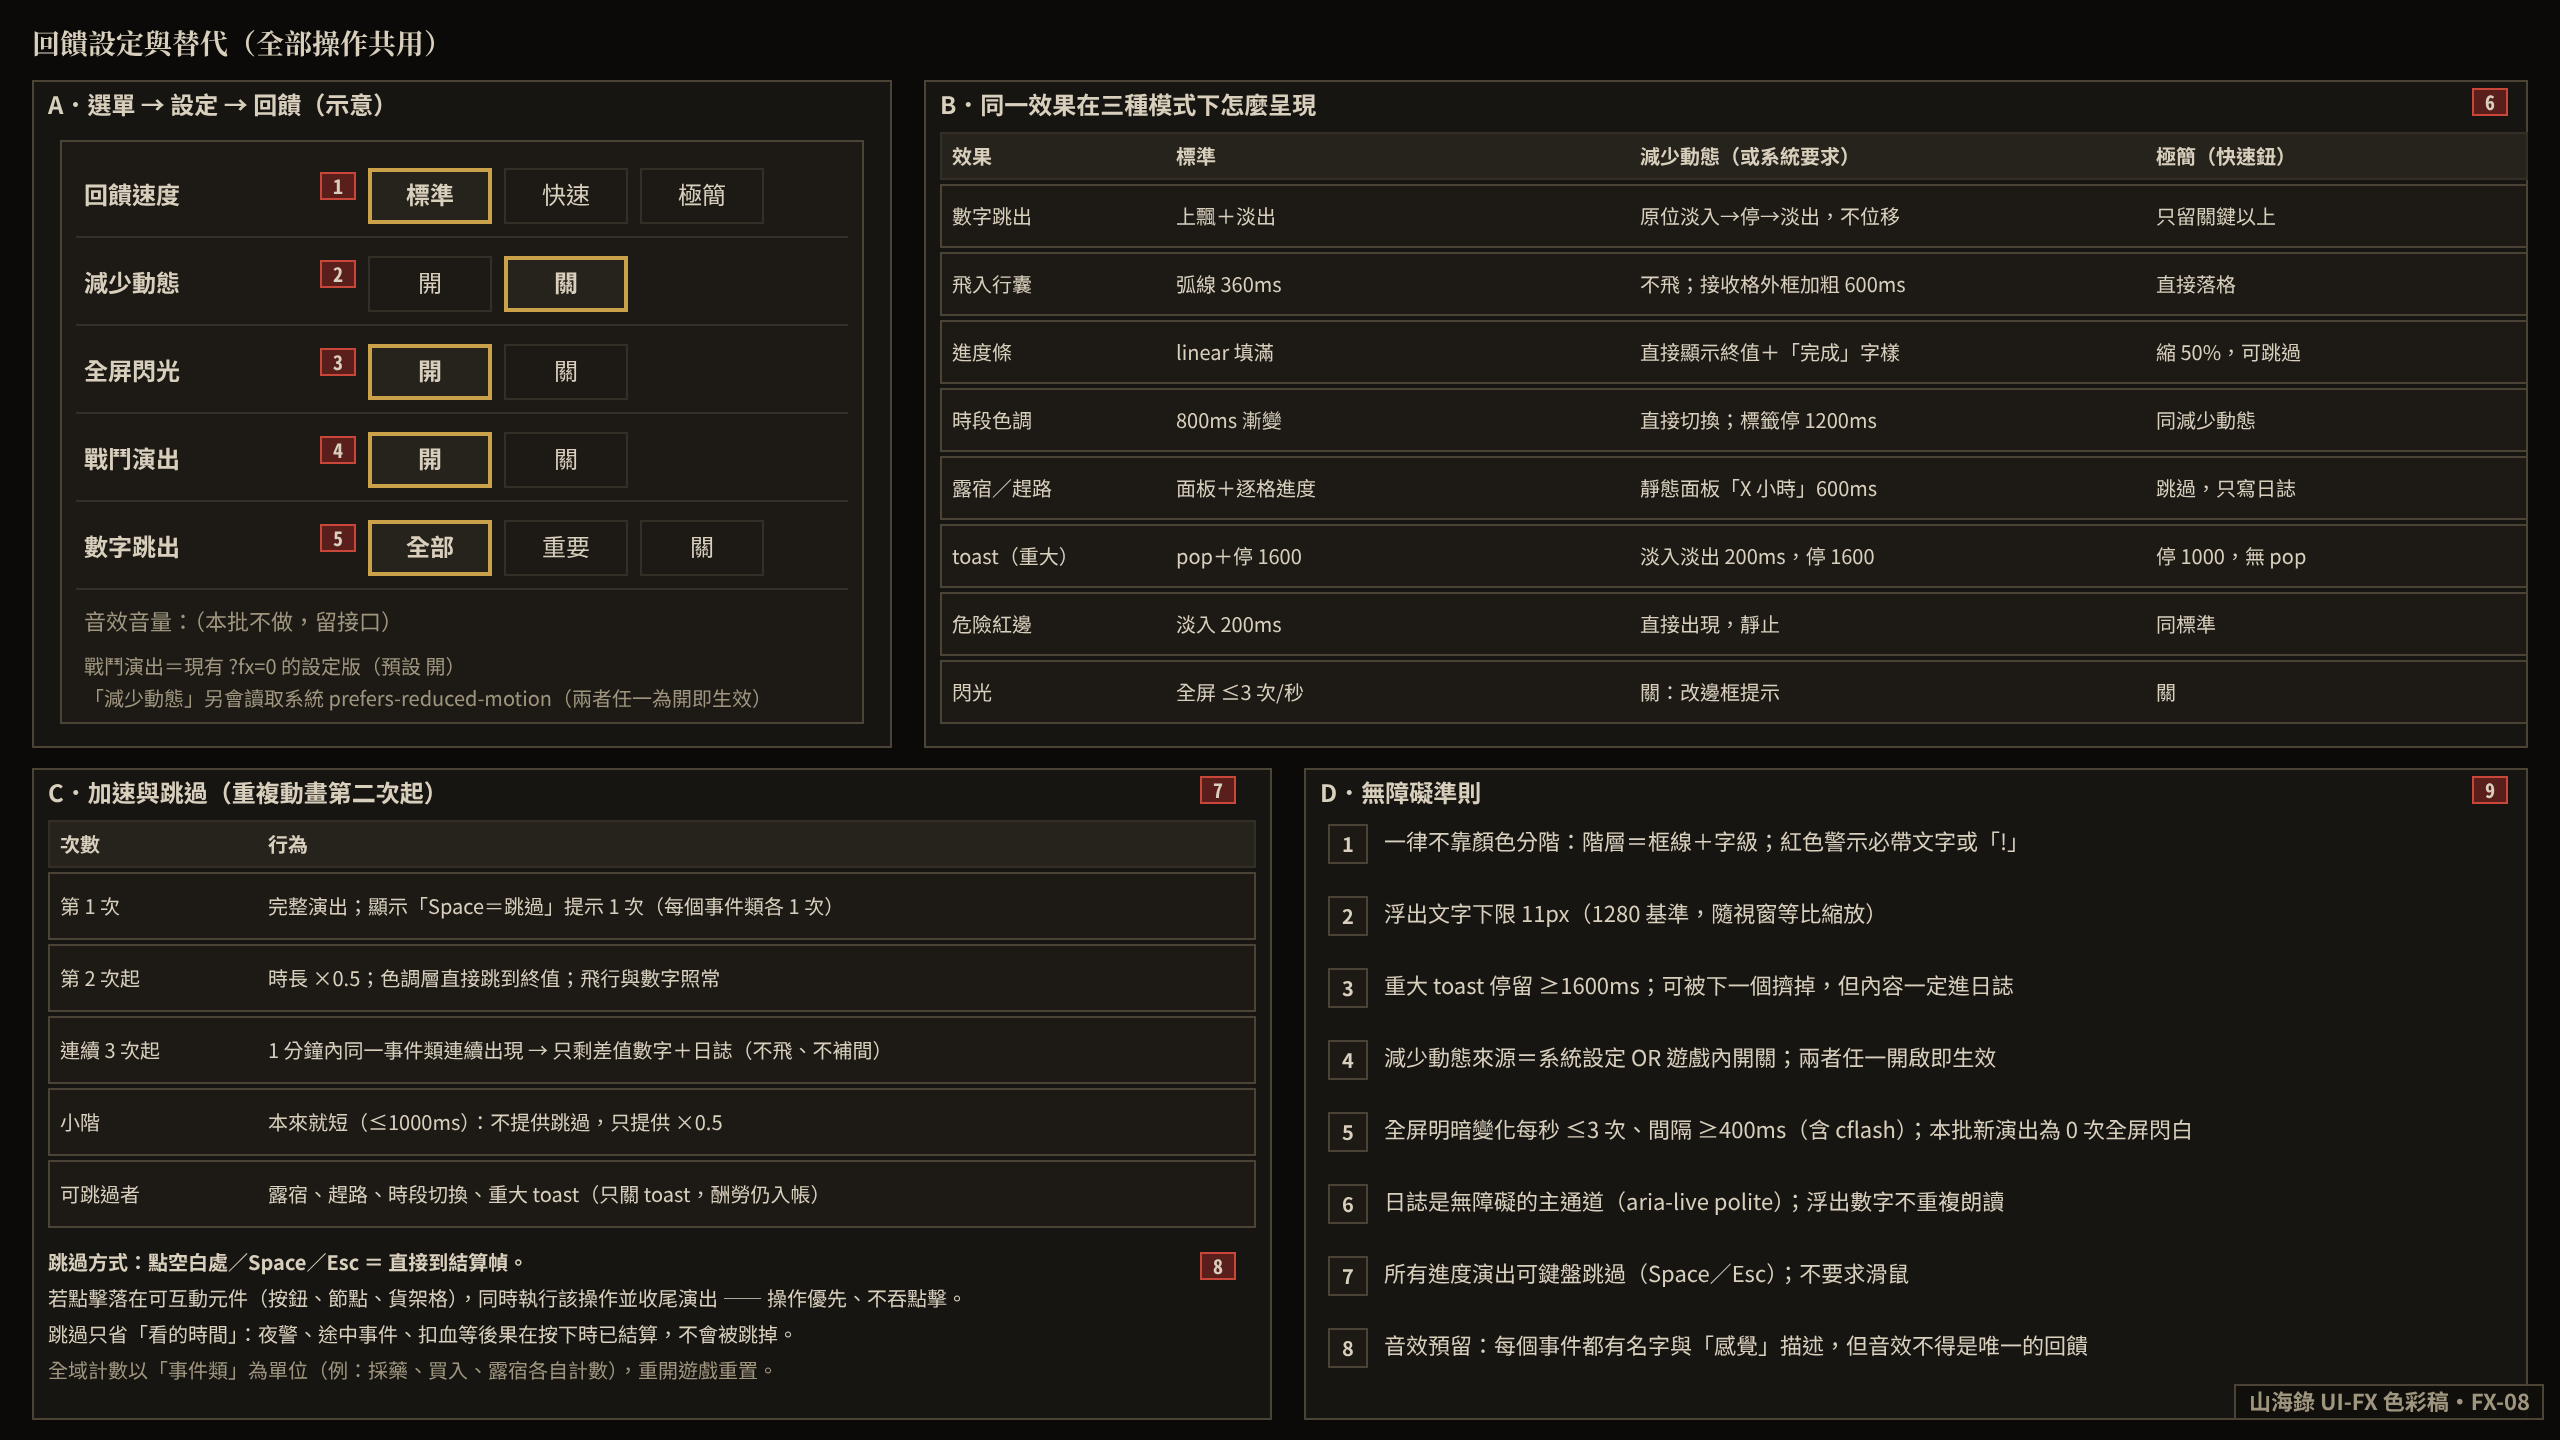 回饋設定與替代（全部操作共用）
A・選單 → 設定 → 回饋（示意）
回饋速度 1 標準 快速 極簡
減少動態 2 開 關
全屏閃光 3 開 關
戰鬥演出 4 開 關
數字跳出 5 全部 重要 關
音效音量：（本批不做，留接口）
戰鬥演出＝現有 ?fx=0 的設定版（預設 開）
「減少動態」另會讀取系統 prefers-reduced-motion（兩者任一為開即生效）
B・同一效果在三種模式下怎麼呈現 6
效果 標準 減少動態（或系統要求） 極簡（快速鈕）
數字跳出 上飄＋淡出 原位淡入→停→淡出，不位移 只留關鍵以上
飛入行囊 弧線 360ms 不飛；接收格外框加粗 600ms 直接落格
進度條 linear 填滿 直接顯示終值＋「完成」字樣 縮 50%，可跳過
時段色調 800ms 漸變 直接切換；標籤停 1200ms 同減少動態
露宿／趕路 面板＋逐格進度 靜態面板「X 小時」600ms 跳過，只寫日誌
toast（重大） pop＋停 1600 淡入淡出 200ms，停 1600 停 1000，無 pop
危險紅邊 淡入 200ms 直接出現，靜止 同標準
閃光 全屏 ≤3 次/秒 關：改邊框提示 關
C・加速與跳過（重複動畫第二次起） 7
次數 行為
第 1 次 完整演出；顯示「Space＝跳過」提示 1 次（每個事件類各 1 次）
第 2 次起 時長 ×0.5；色調層直接跳到終值；飛行與數字照常
連續 3 次起 1 分鐘內同一事件類連續出現 → 只剩差值數字＋日誌（不飛、不補間）
小階 本來就短（≤1000ms）：不提供跳過，只提供 ×0.5
可跳過者 露宿、趕路、時段切換、重大 toast（只關 toast，酬勞仍入帳）
跳過方式：點空白處／Space／Esc ＝ 直接到結算幀。 8
若點擊落在可互動元件（按鈕、節點、貨架格），同時執行該操作並收尾演出 —— 操作優先、不吞點擊。
跳過只省「看的時間」：夜警、途中事件、扣血等後果在按下時已結算，不會被跳掉。
全域計數以「事件類」為單位（例：採藥、買入、露宿各自計數），重開遊戲重置。
D・無障礙準則 9
1 一律不靠顏色分階：階層＝框線＋字級；紅色警示必帶文字或「!」
2 浮出文字下限 11px（1280 基準，隨視窗等比縮放）
3 重大 toast 停留 ≥1600ms；可被下一個擠掉，但內容一定進日誌
4 減少動態來源＝系統設定 OR 遊戲內開關；兩者任一開啟即生效
5 全屏明暗變化每秒 ≤3 次、間隔 ≥400ms（含 cflash）；本批新演出為 0 次全屏閃白
6 日誌是無障礙的主通道（aria-live polite）；浮出數字不重複朗讀
7 所有進度演出可鍵盤跳過（Space／Esc）；不要求滑鼠
8 音效預留：每個事件都有名字與「感覺」描述，但音效不得是唯一的回饋
山海錄 UI-FX 色彩稿・FX-08